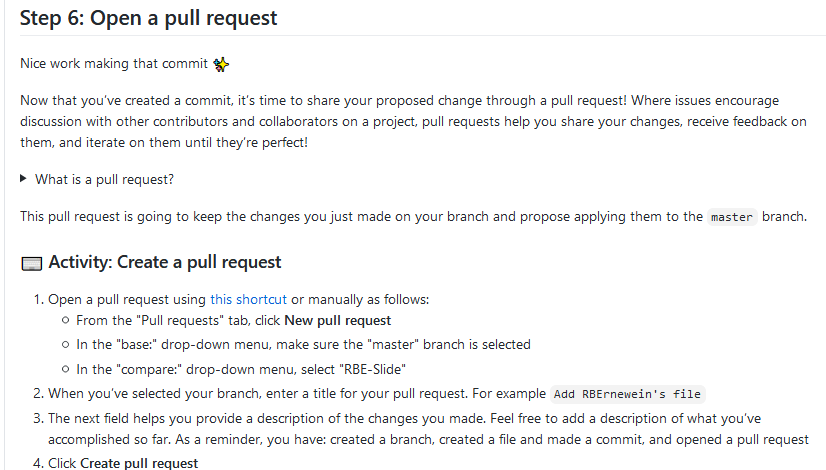 Step 6: Open a pull request
Nice work making that commit ✨
Now that you've created a commit, it's time to share your proposed change through a pull request! Where issues encourage
discussion with other contributors and collaborators on a project, pull requests help you share your changes, receive feedback on
them, and iterate on them until they're perfect!
▶ What is a pull request?
This pull request is going to keep the changes you just made on your branch and propose applying them to the master branch.
⌨️ Activity: Create a pull request
1. Open a pull request using this shortcut or manually as follows:
○ From the "Pull requests" tab, click New pull request
○ In the "base:" drop-down menu, make sure the "master" branch is selected
○ In the "compare:" drop-down menu, select "RBE-Slide"
2. When you've selected your branch, enter a title for your pull request. For example Add RBErnewein's file
3. The next field helps you provide a description of the changes you made. Feel free to add a description of what you've
accomplished so far. As a reminder, you have: created a branch, created a file and made a commit, and opened a pull request
4. Click Create pull request